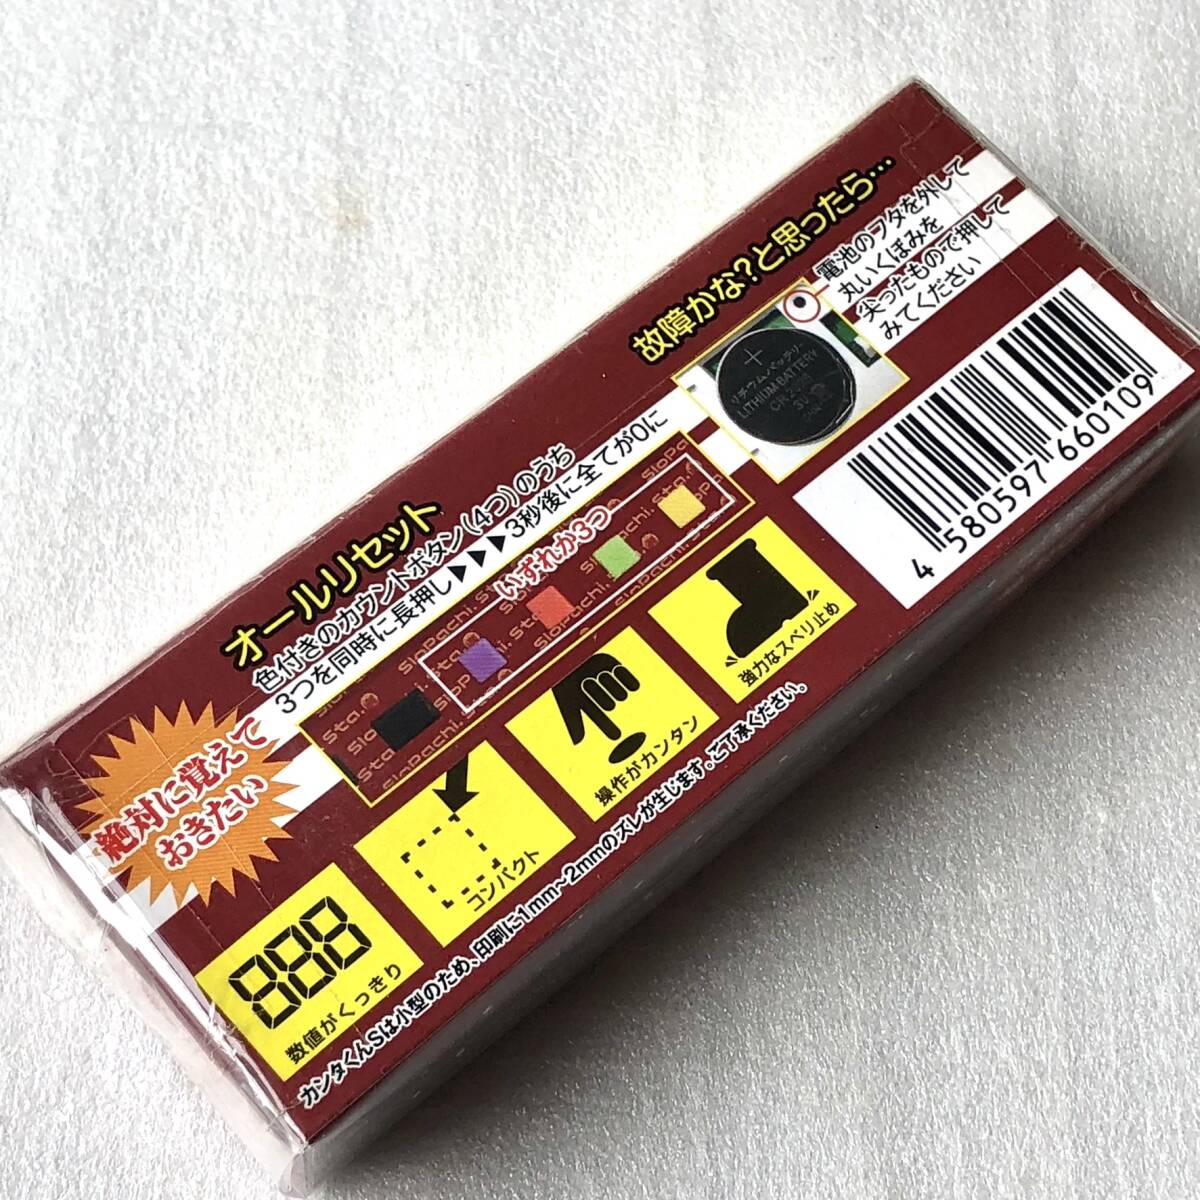 故障かな?と思ったら…
電池のフタを外して
丸いくぼみを
尖ったもので押して
みてください
リチウムバッテリー
LITHIUM BATTERY
3V
4 580597 660109
絶対に覚えて
おきたい
オールリセット
色付きのカウントボタン(4つ)のうち
3つを同時に長押し▶▶▶3秒後に全てが0に
いずれか3つ
SloPachi.Sta.
888
数値がくっきり
コンパクト
操作がカンタン
強力なスベリ止め
カンタくんSは小型のため、印刷に1mm~2mmのズレが生じます。ご了承ください。